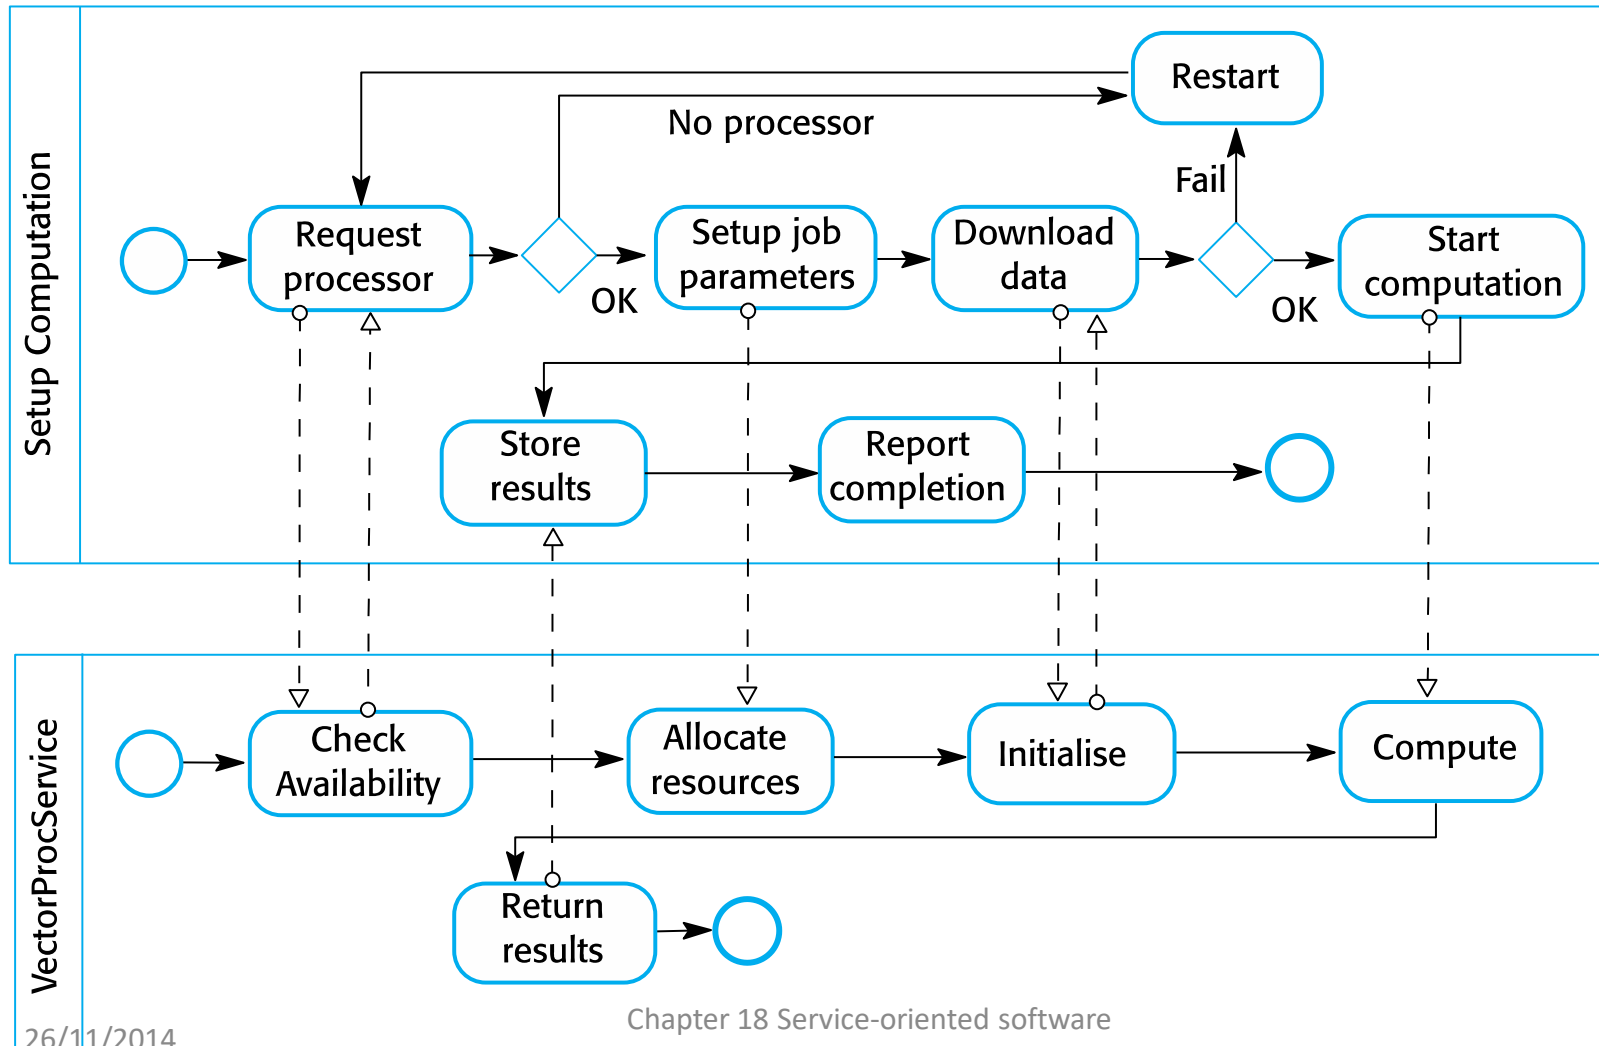 Setup Computation
Restart
No processor
Fail
Request
processor
OK
Setup job
parameters
Download
data
OK
Start
computation
Store
results
Report
completion
VectorProcService
Check
Availability
Allocate
resources
Initialise
Compute
Return
results
Chapter 18 Service-oriented software
26/11/2014